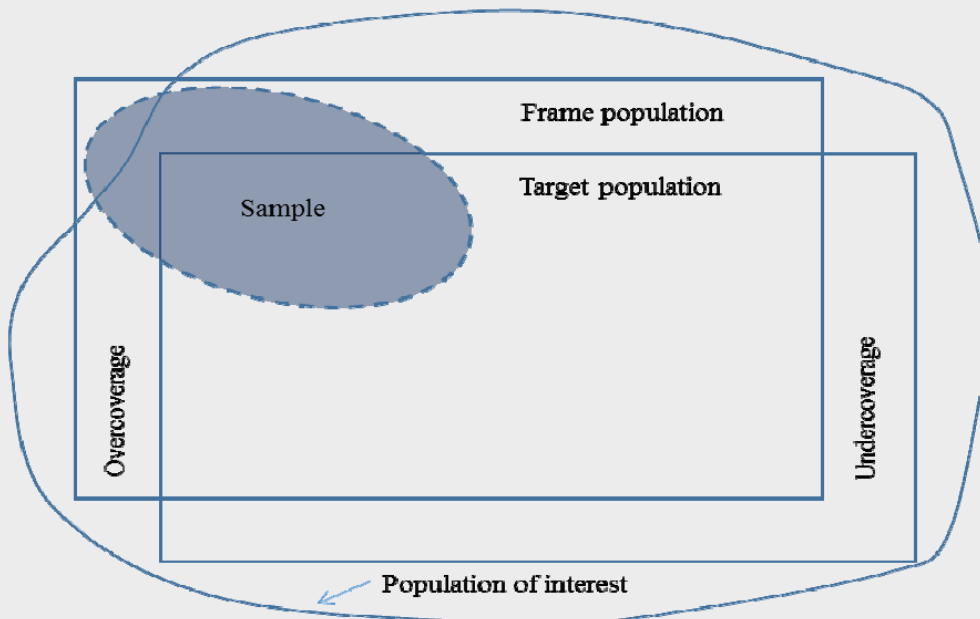 Frame population
Target population
Sample
Overcoverage
Undercoverage
Population of interest